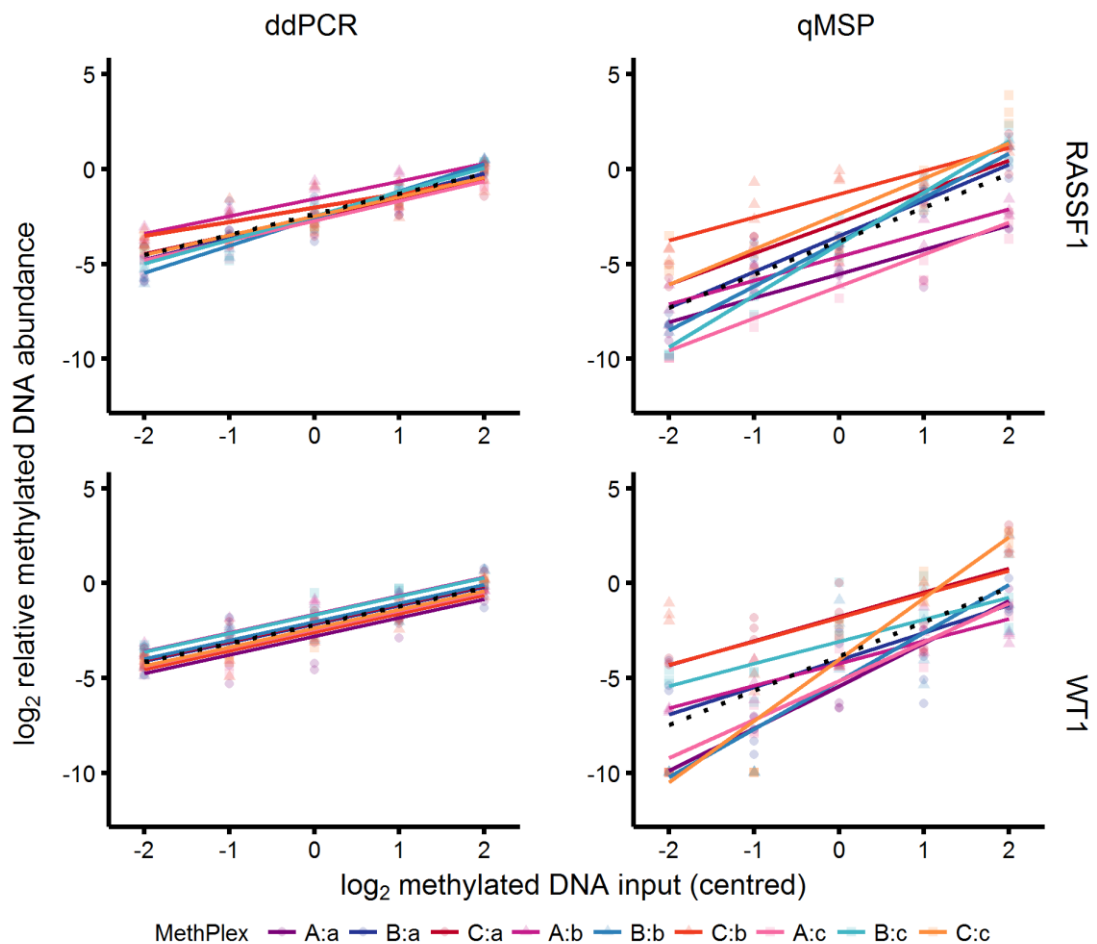 ddPCR qMSP
5
0
-5
-10
-2 -1 0 1 2
5
0
-5
-10
-2 -1 0 1 2
RASSF1
5
0
-5
-10
-2 -1 0 1 2
5
0
-5
-10
-2 -1 0 1 2
WT1
log₂ relative methylated DNA abundance
log₂ methylated DNA input (centred)
MethPlex A:a B:a C:a A:b B:b C:b A:c B:c C:c